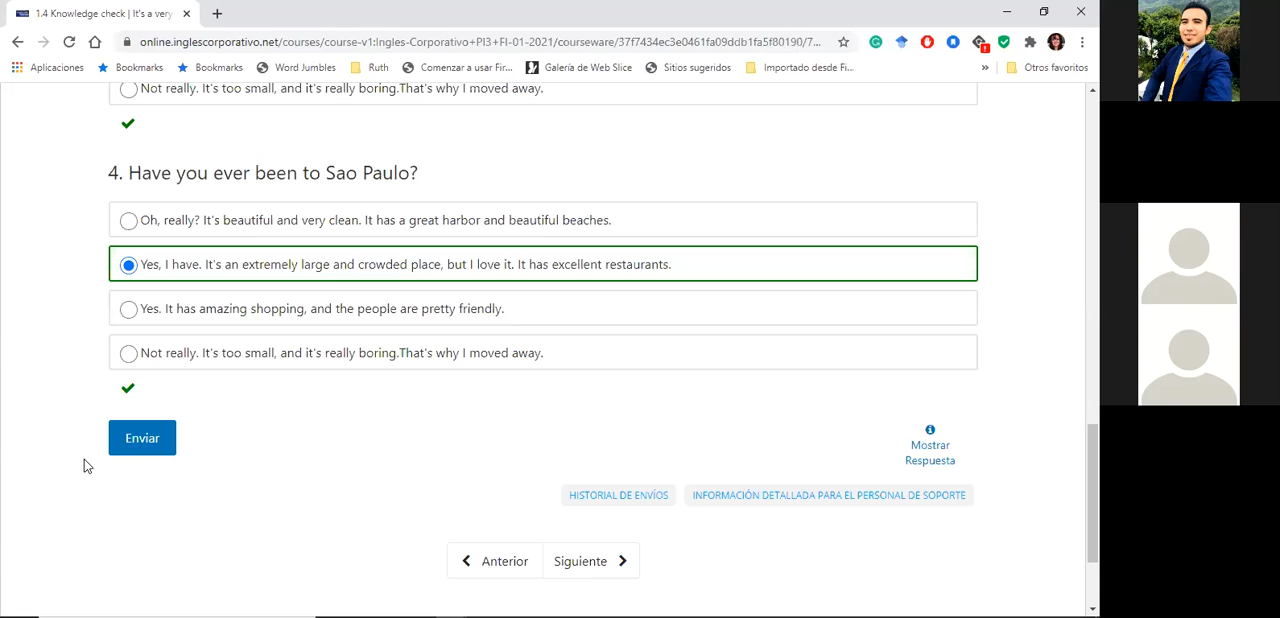 1.4 Knowledge check | It's a very
online.inglescorporativo.net/courses/course-v1:Ingles-Corporativo+FI+FI-01-2021/courseware/37f7434ec3e0461fa09ddb1fa5f80190/7...
Aplicaciones Bookmarks Bookmarks Word Jumbles Ruth Comenzar a usar Fir... Galería de Web Slice Sitios sugeridos Importado desde Fi... » Otros favoritos
Not really. It's too small, and it's really boring.That's why I moved away.
4. Have you ever been to Sao Paulo?
Oh, really? It's beautiful and very clean. It has a great harbor and beautiful beaches.
Yes, I have. It's an extremely large and crowded place, but I love it. It has excellent restaurants.
Yes. It has amazing shopping, and the people are pretty friendly.
Not really. It's too small, and it's really boring.That's why I moved away.
Enviar
Mostrar
Respuesta
HISTORIAL DE ENVÍOS INFORMACIÓN DETALLADA PARA EL PERSONAL DE SOPORTE
Anterior Siguiente